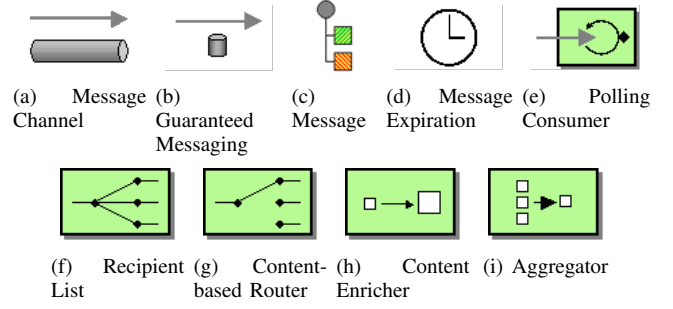 (a) Message Channel
(b) Guaranteed Messaging
(c) Message
(d) Message Expiration
(e) Polling Consumer
(f) Recipient List
(g) Content-based Router
(h) Content Enricher
(i) Aggregator